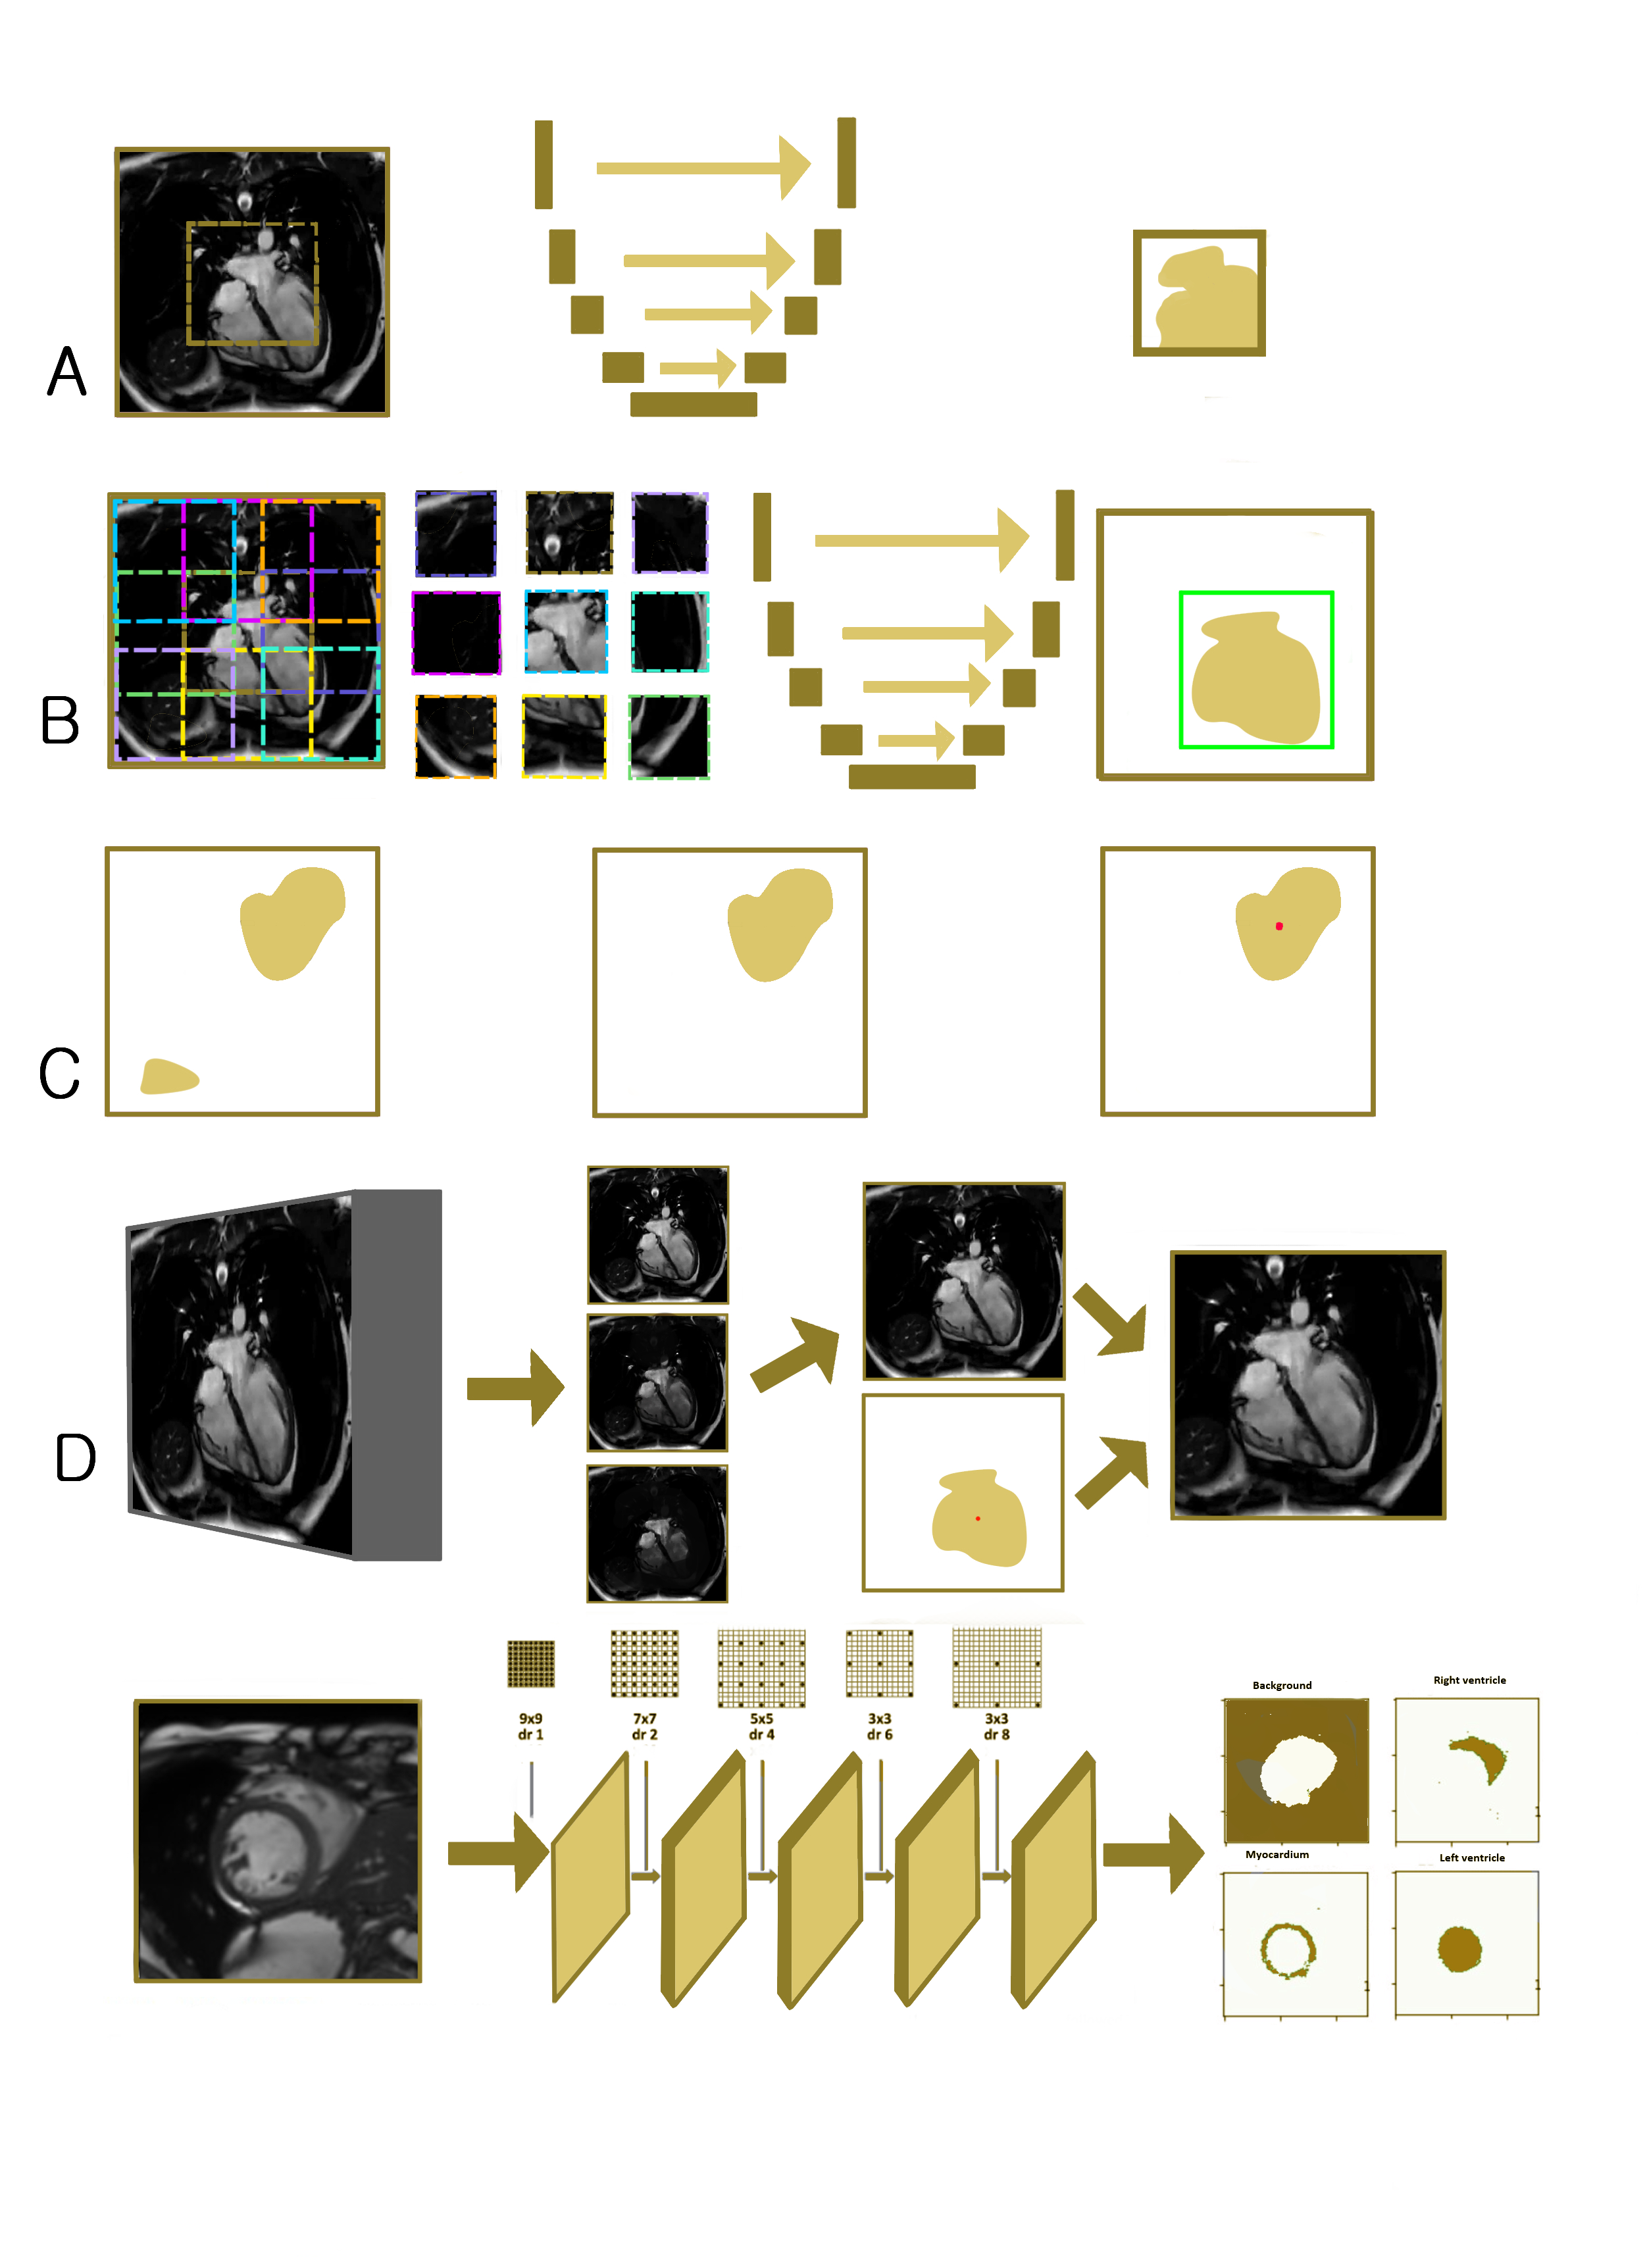 A
B
C
D
9x9
dr 1
7x7
dr 2
5x5
dr 4
3x3
dr 6
3x3
dr 8
Background
Right ventricle
Myocardium
Left ventricle